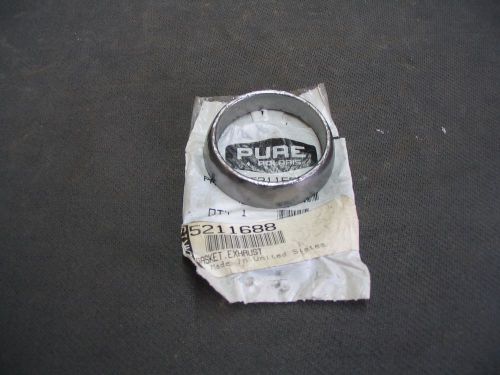 PURE
POLARIS
QTY 1
5211688
GASKET, EXHAUST
Made in United States